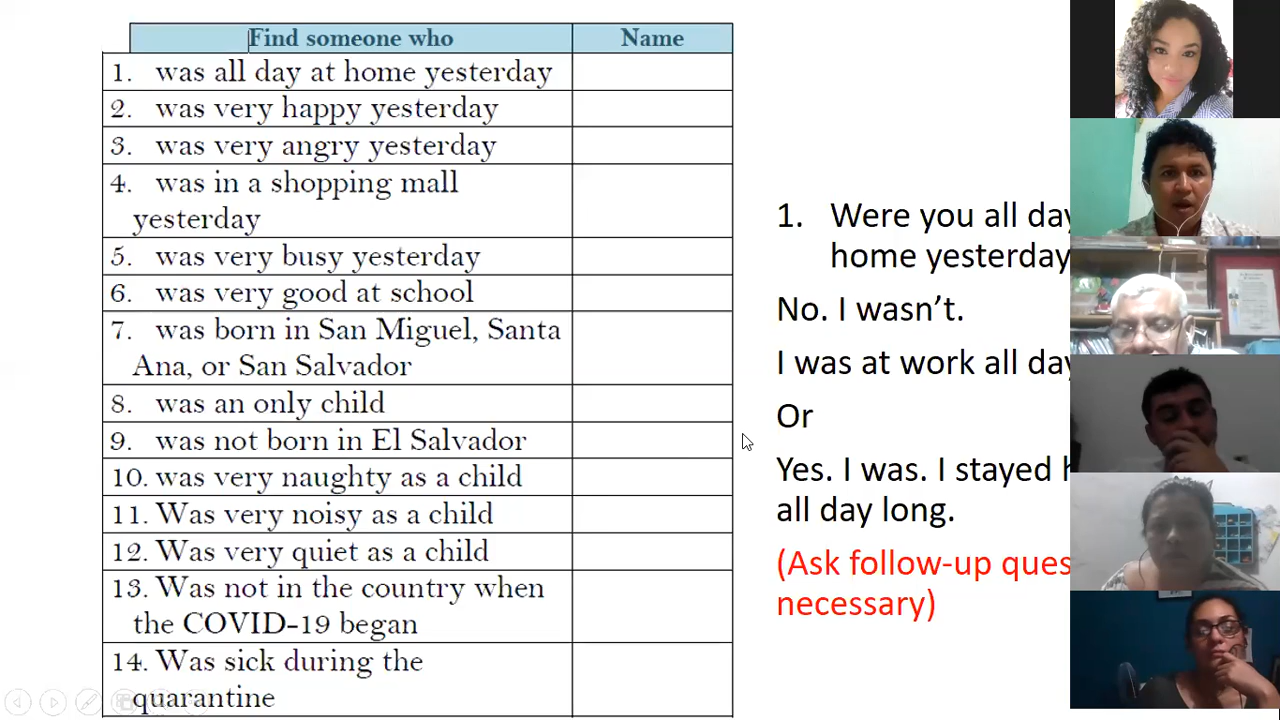 Find someone who
Name
1. was all day at home yesterday
2. was very happy yesterday
3. was very angry yesterday
4. was in a shopping mall
yesterday
5. was very busy yesterday
6. was very good at school
7. was born in San Miguel, Santa
Ana, or San Salvador
8. was an only child
9. was not born in El Salvador
10. was very naughty as a child
11. Was very noisy as a child
12. Was very quiet as a child
13. Was not in the country when
the COVID-19 began
14. Was sick during the
quarantine
1. Were you all day
home yesterday
No. I wasn't.
I was at work all day
Or
Yes. I was. I stayed
all day long.
(Ask follow-up
necessary)